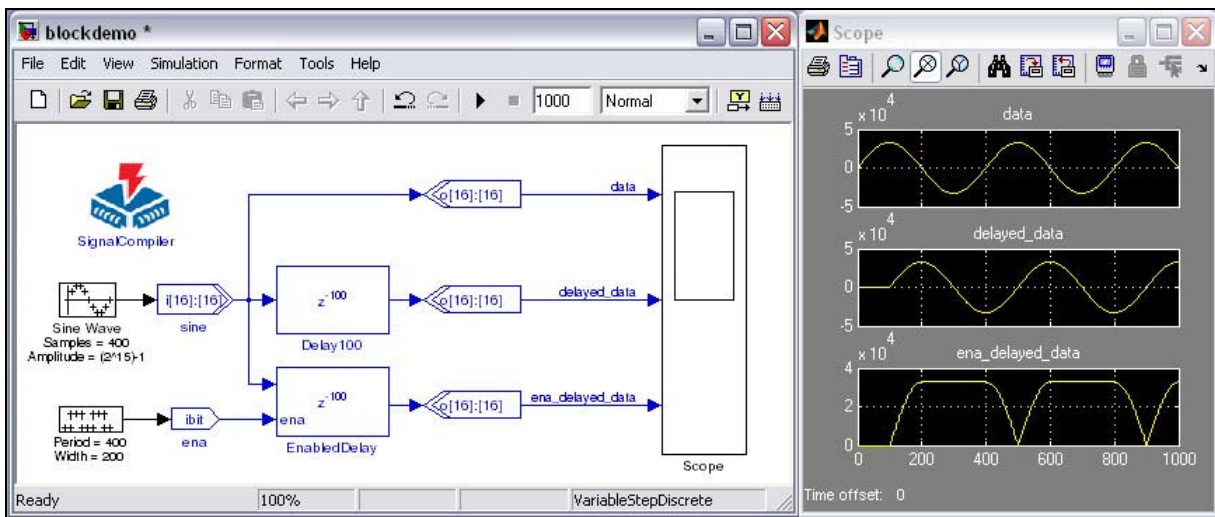 blockdemo *
File Edit View Simulation Format Tools Help
1000 Normal
SignalCompiler
o[16]:[16]
data
i[16]:[16]
sine
Sine Wave
Samples = 400
Amplitude = (2^15)-1
z^-100
Delay100
o[16]:[16]
delayed_data
ibit
ena
Period = 400
Width = 200
z^-100
ena
EnabledDelay
o[16]:[16]
ena_delayed_data
Scope
Ready 100% VariableStepDiscrete
Scope
x 10^4
data
5
0
-5
x 10^4
delayed_data
5
0
-5
x 10^4
ena_delayed_data
4
2
0
0 200 400 600 800 1000
Time offset: 0